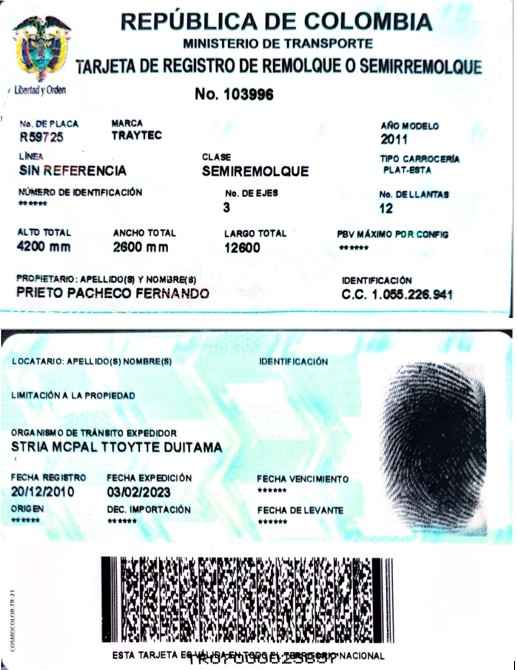 REPÚBLICA DE COLOMBIA
MINISTERIO DE TRANSPORTE
TARJETA DE REGISTRO DE REMOLQUE O SEMIRREMOLQUE
Libertad y Orden
No. 103996
No. DE PLACA MARCA AÑO MODELO
R59725 TRAYTEC 2011
LÍNEA CLASE TIPO CARROCERÍA
SIN REFERENCIA SEMIREMOLQUE PLAT-ESTA
NÚMERO DE IDENTIFICACIÓN No. DE EJES No. DE LLANTAS
****** 3 12
ALTO TOTAL ANCHO TOTAL LARGO TOTAL PBV MÁXIMO POR CONFIG
4200 mm 2600 mm 12600 ******
PROPIETARIO: APELLIDO(S) Y NOMBRE(S) IDENTIFICACIÓN
PRIETO PACHECO FERNANDO C.C. 1.055.226.941
LOCATARIO: APELLIDO(S) NOMBRE(S) IDENTIFICACIÓN
LIMITACIÓN A LA PROPIEDAD
ORGANISMO DE TRÁNSITO EXPEDIDOR
STRIA MCPAL TTOYTTE DUITAMA
FECHA REGISTRO FECHA EXPEDICIÓN FECHA VENCIMIENTO
20/12/2010 03/02/2023 ******
ORIGEN DEC. IMPORTACIÓN FECHA DE LEVANTE
****** ****** ******
ESTA TARJETA ES VÁLIDA EN TODO EL TERRITORIO NACIONAL